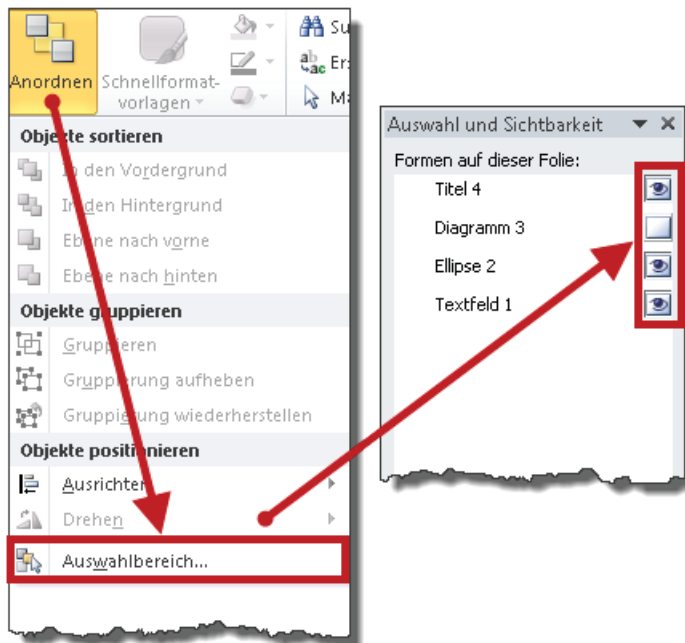 Anordnen
Schnellformat-
vorlagen
Su
Er
Ma
Objekte sortieren
In den Vordergrund
In den Hintergrund
Ebene nach vorne
Ebene nach hinten
Objekte gruppieren
Gruppieren
Gruppierung aufheben
Gruppierung wiederherstellen
Objekte positionieren
Ausrichten
Drehen
Auswahlbereich...
Auswahl und Sichtbarkeit
Formen auf dieser Folie:
Titel 4
Diagramm 3
Ellipse 2
Textfeld 1